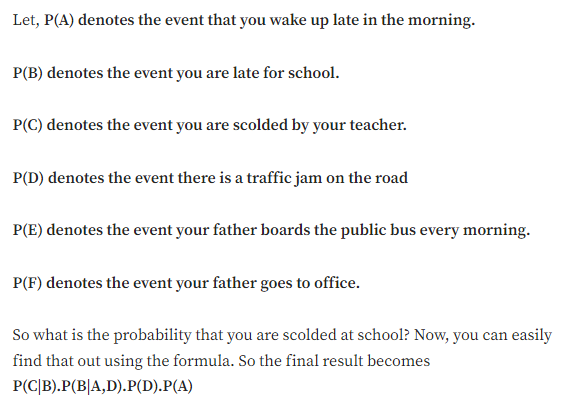 Let, P(A) denotes the event that you wake up late in the morning.
P(B) denotes the event you are late for school.
P(C) denotes the event you are scolded by your teacher.
P(D) denotes the event there is a traffic jam on the road
P(E) denotes the event your father boards the public bus every morning.
P(F) denotes the event your father goes to office.
So what is the probability that you are scolded at school? Now, you can easily
find that out using the formula. So the final result becomes
P(C|B).P(B|A,D).P(D).P(A)